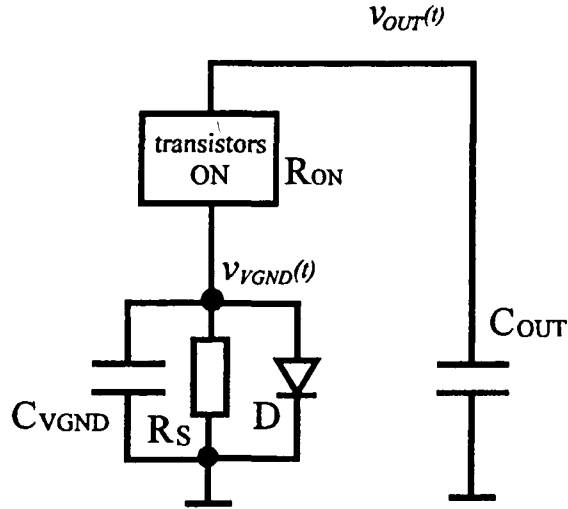 vOUT(t)
transistors
ON
RON
vVGND(t)
COUT
CVGND
RS
D